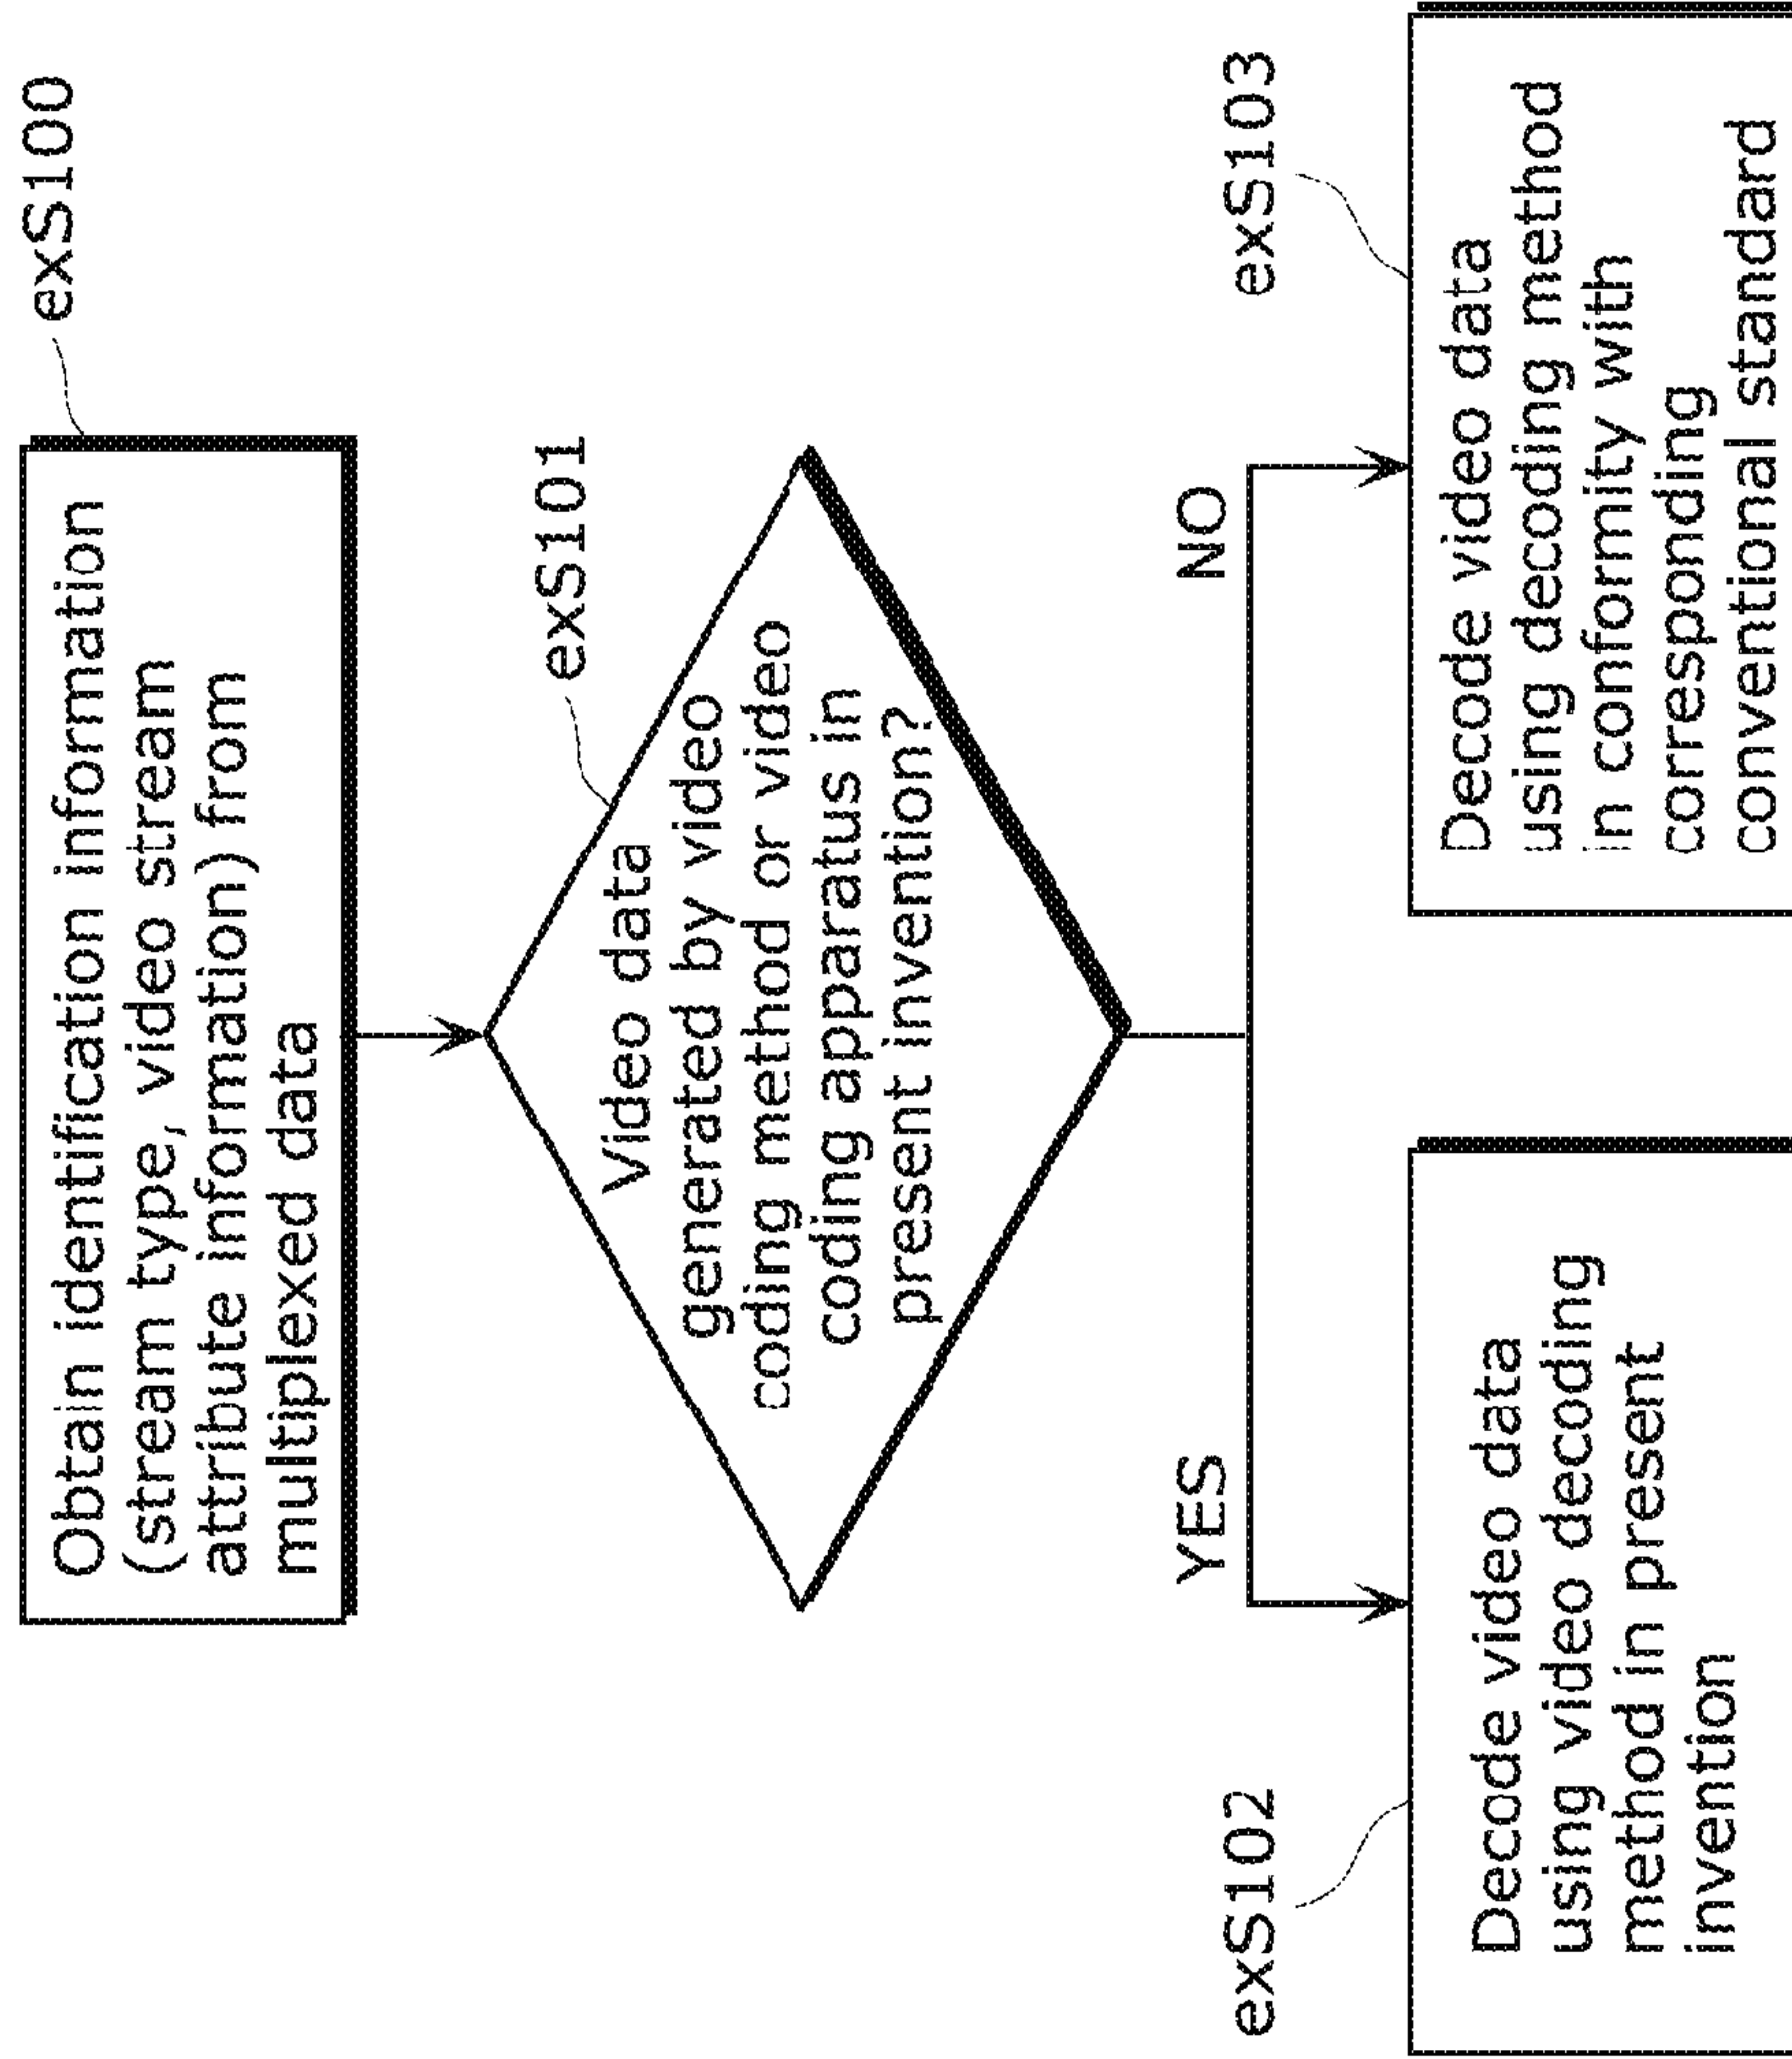 exS100
Obtain identification information
(stream type, video stream
attribute information) from
multiplexed data
exS101
Video data
generated by video
coding method or video
coding apparatus in
present invention?
YES
NO
exS102
Decode video data
using video decoding
method in present
invention
exS103
Decode video data
using decoding method
in conformity with
corresponding
conventional standard